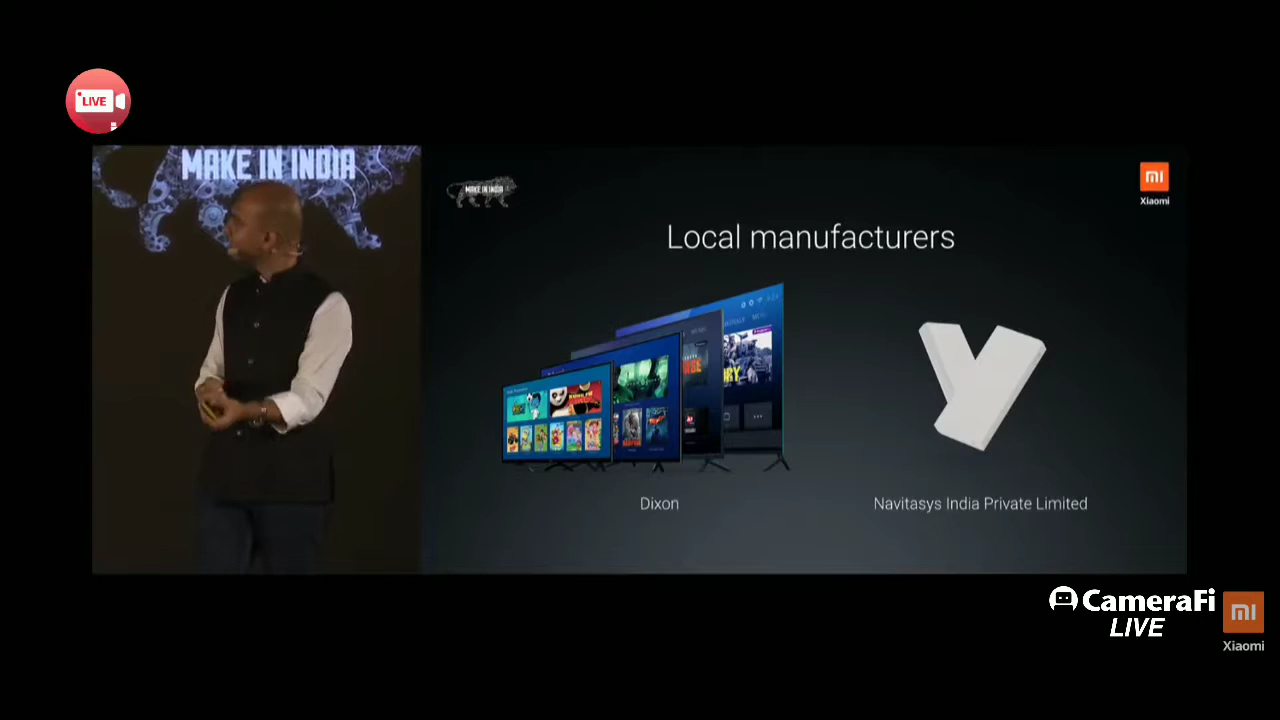 LIVE
MAKE IN INDIA
MAKE IN INDIA
mi
Xiaomi
Local manufacturers
Dixon
Navitasys India Private Limited
CameraFi
LIVE
mi
Xiaomi